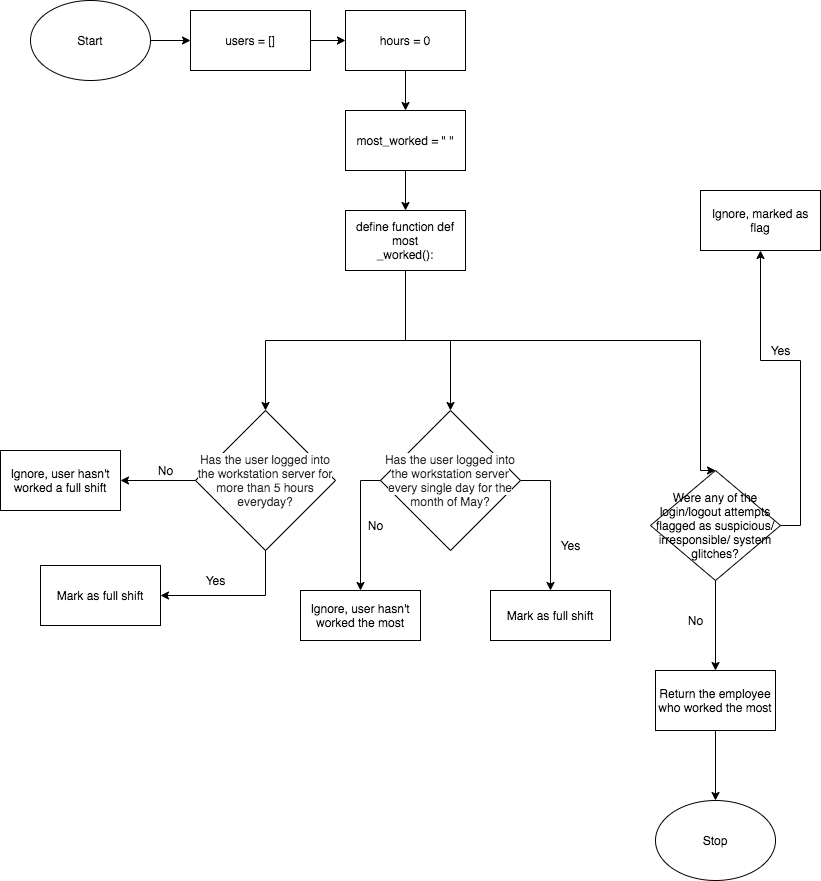 Start
users = []
hours = 0
most_worked = " "
define function def
most
_worked():
Ignore, marked as
flag
Yes
Has the user logged into
the workstation server for
more than 5 hours
everyday?
Has the user logged into
the workstation server
every single day for the
month of May?
No
Ignore, user hasn't
worked a full shift
Were any of the
login/logout attempts
flagged as suspicious/
irresponsible/ system
glitches?
No
Yes
Yes
Mark as full shift
Ignore, user hasn't
worked the most
Mark as full shift
No
Return the employee
who worked the most
Stop